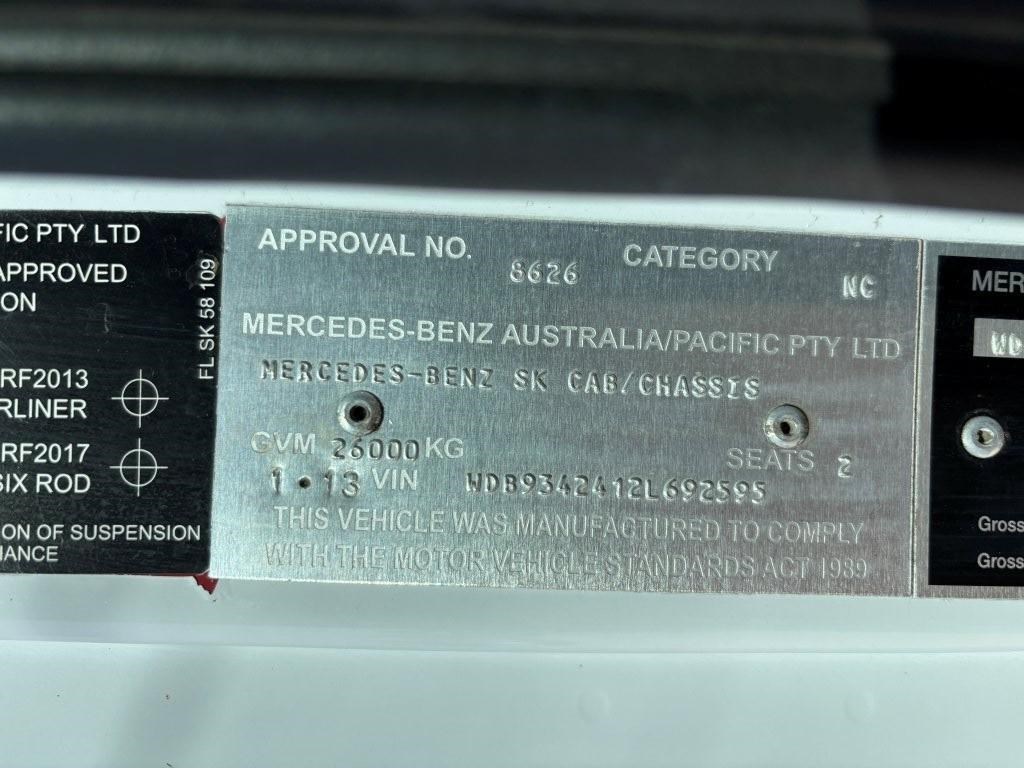 FIC PTY LTD
APPROVED
ON
RF2013
RLINER
RF2017
SIX ROD
ION OF SUSPENSION
IANCE
FL SK 58 109
APPROVAL NO. 8626 CATEGORY NC
MERCEDES-BENZ AUSTRALIA/PACIFIC PTY LTD
MERCEDES-BENZ SK CAB/CHASSIS
GVM 26000 KG SEATS 2
1•13 VIN WDB9342412L692595
THIS VEHICLE WAS MANUFACTURED TO COMPLY
WITH THE MOTOR VEHICLE STANDARDS ACT 1989
MER
WD
Gross
Gross